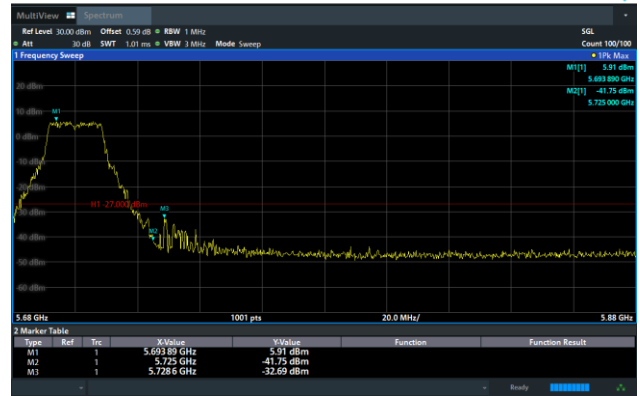 MultiView Spectrum
Ref Level 30.00 dBm Offset 0.59 dB RBW 1 MHz SGL
Att 30 dB SWT 1.01 ms VBW 3 MHz Mode Sweep Count 100/100
1 Frequency Sweep 1Pk Max
M1[1] 5.91 dBm
5.693 890 GHz
M2[1] -41.75 dBm
5.725 000 GHz
20 dBm
10 dBm
M1
0 dBm
-10 dBm
-20 dBm
H1 -27.000 dBm
M3
-30 dBm
M2
-40 dBm
-50 dBm
-60 dBm
5.68 GHz 1001 pts 20.0 MHz/ 5.88 GHz
2 Marker Table
Type Ref Trc X-Value Y-Value Function Function Result
M1 1 5.693 89 GHz 5.91 dBm
M2 1 5.725 GHz -41.75 dBm
M3 1 5.728 6 GHz -32.69 dBm
Ready